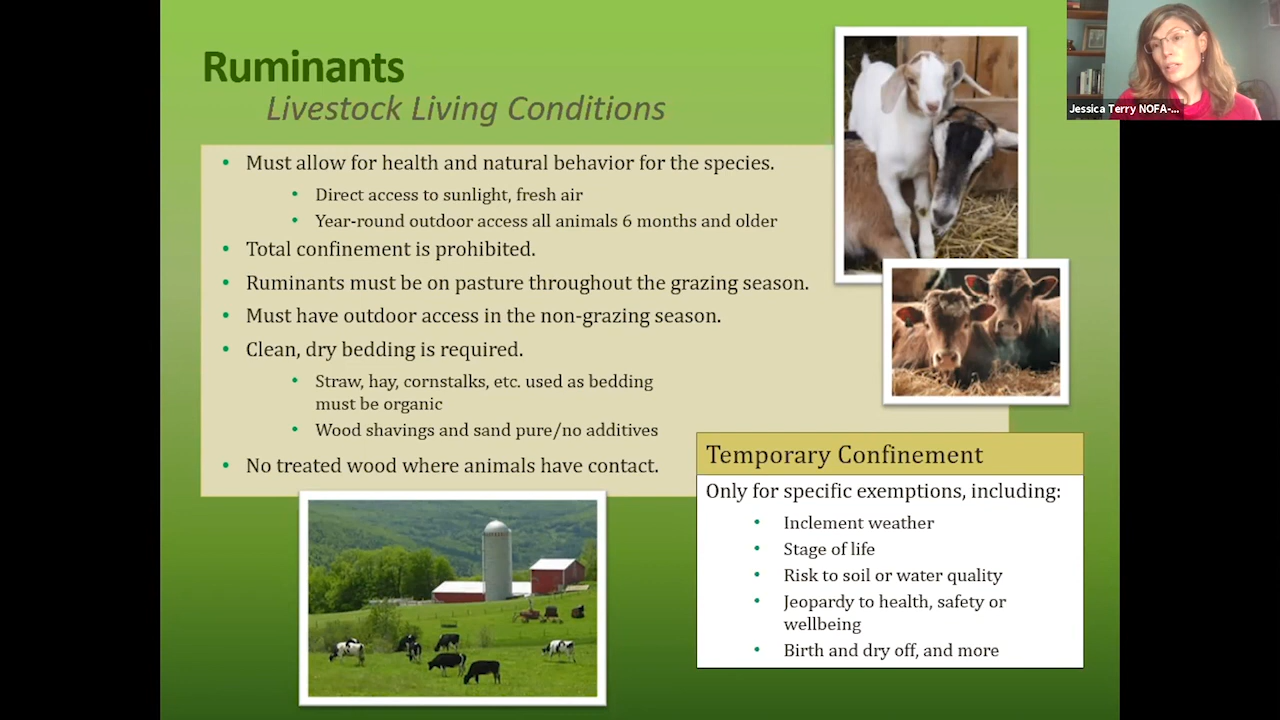 Ruminants
Livestock Living Conditions
Must allow for health and natural behavior for the species.
Direct access to sunlight, fresh air
Year-round outdoor access all animals 6 months and older
Total confinement is prohibited.
Ruminants must be on pasture throughout the grazing season.
Must have outdoor access in the non-grazing season.
Clean, dry bedding is required.
Straw, hay, cornstalks, etc. used as bedding
must be organic
Wood shavings and sand pure/no additives
No treated wood where animals have contact.
Temporary Confinement
Only for specific exemptions, including:
Inclement weather
Stage of life
Risk to soil or water quality
Jeopardy to health, safety or
wellbeing
Birth and dry off, and more
Jessica Terry NOFA-...